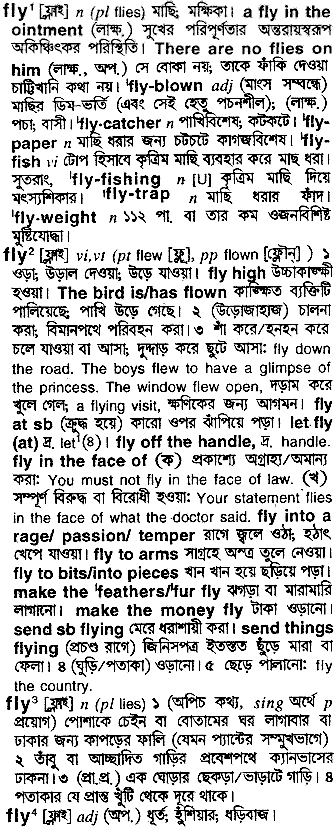 fly¹ [ফ্লাই] n (pl flies) মাছি, মক্ষিকা। a fly in the
ointment (লাক্ষ.) সুখের পরিপূর্ণতার অন্তরায়স্বরূপ
অকিঞ্চিৎকর পরিস্থিতি। There are no flies on
him (লাক্ষ., অপ.) সে বোকা নয়; তাকে ফাঁকি দেওয়া
চাট্টিখানি কথা নয়। ˈfly-blown adj (মাংস সম্বন্ধে)
মাছির ডিম-ভর্তি (এবং সেই হেতু পচনশীল); (লাক্ষ.)
পচা; বাসী। ˈfly-catcher n পাখিবিশেষ; কটকটে। ˈfly-
paper n মাছি ধরার জন্য চটচটে কাগজবিশেষ। ˈfly-
fish vi টোপ হিসাবে কৃত্রিম মাছি ব্যবহার করে মাছ ধরা।
সুতরাং, ˈfly-fishing n [U] কৃত্রিম মাছি দিয়ে
মৎস্যশিকার। ˈfly-trap n মাছি ধরার ফাঁদ।
ˈfly-weight n ১১২ পা. বা তার কম ওজনবিশিষ্ট
মুষ্টিযোদ্ধা।
fly² [ফ্লাই] vi,vt (pt flew [ফ্লূ], pp flown [ফ্লোন্]) ১
ওড়া; উড়াল দেওয়া; উড়ে যাওয়া। fly high উচ্চাকাঙ্ক্ষী
হওয়া। The bird is/has flown কাঙ্ক্ষিত ব্যক্তিটি
পালিয়েছে; পাখি উড়ে গেছে। ২ (উড়োজাহাজ) চালনা
করা; বিমানপথে পরিবহন করা। ৩ শাঁ করে/হনহন করে
চলে যাওয়া বা আসা; দুদ্দাড় করে ছুটে আসা: fly down
the road. The boys flew to have a glimpse of
the princess. The window flew open, দড়াম করে
খুলে গেল; a flying visit, ক্ষণিকের জন্য আগমন। fly
at sb (ক্রুদ্ধ হয়ে) কারো ওপর ঝাঁপিয়ে পড়া। let fly
(at) দ্র. let¹(8)। fly off the handle, দ্র. handle.
fly in the face of (ক) প্রকাশ্যে অগ্রাহ্য/অমান্য
করা: You must not fly in the face of law. (খ)
সম্পূর্ণ বিরুদ্ধ বা বিরোধী হওয়া: Your statement flies
in the face of what the doctor said. fly into a
rage/ passion/ temper রাগে জ্বলে ওঠা; হঠাৎ
খেপে যাওয়া। fly to arms সাগ্রহে অস্ত্র তুলে নেওয়া।
fly to bits/into pieces খান খান হয়ে ছড়িয়ে পড়া।
make the ˈfeathers/ˈfur fly ঝগড়া বা মারামারি
লাগানো। make the money fly টাকা ওড়ানো।
send sb flying মেরে ধরাশায়ী করা। send things
flying (প্রচণ্ড রাগে) জিনিসপত্র ইতস্তত ছুঁড়ে মারা বা
ফেলা। ৪ (ঘুড়ি/পতাকা) ওড়ানো। ৫ ছেড়ে পালানো: fly
the country.
fly³ [ফ্লাই] n (pl flies) ১ (অপিচ কথ্য, sing অর্থে p
প্রয়োগ) পোশাকে চেইন বা বোতামের ঘর লাগাবার বা
ঢাকার জন্য কাপড়ের ফালি (যেমন প্যান্টের সম্মুখভাগে)
২ তাঁবু বা আচ্ছাদিত গাড়ির প্রবেশপথে ক্যানভাসের
ঢাকনা। ৩ (প্রা.প্র.) এক ঘোড়ার ছেকড়া/ভাড়াটে গাড়ি। ৪
পতাকার যে প্রান্ত খুঁটি থেকে দূরে থাকে।
fly⁴ [ফ্লাই] adj (অপ.) ধূর্ত; হুঁশিয়ার; ধড়িবাজ।